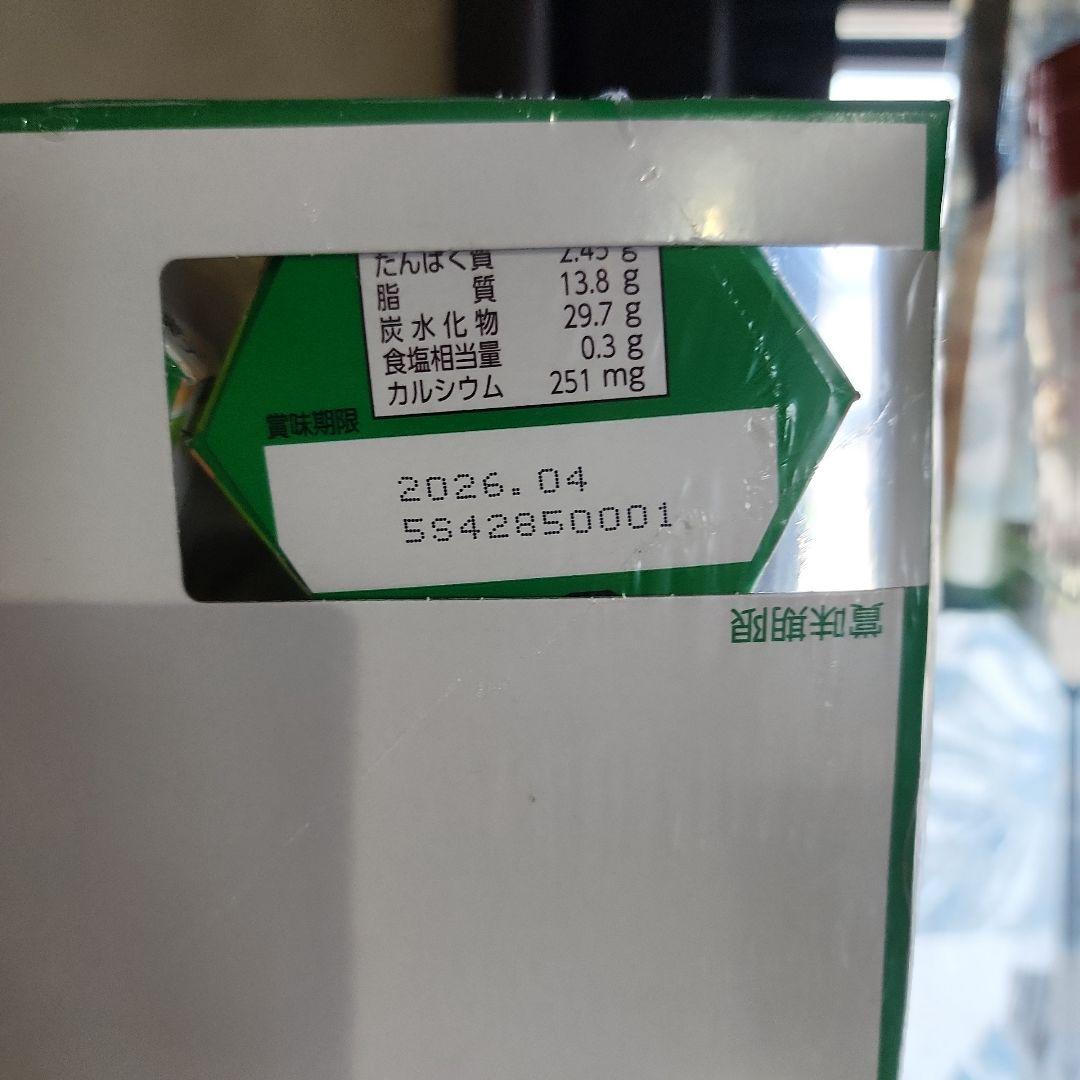 たんぱく質 2.45 g
脂質 13.8 g
炭水化物 29.7 g
食塩相当量 0.3 g
カルシウム 251 mg
賞味期限
2026.04
5842850001
賞味期限